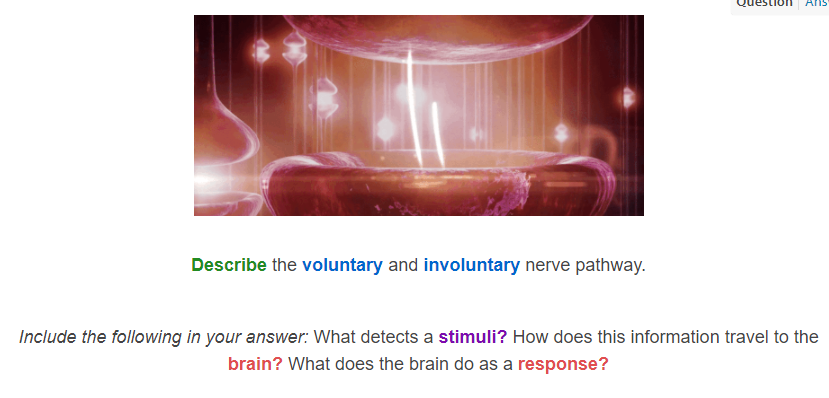 Question
Describe the voluntary and involuntary nerve pathway.
Include the following in your answer: What detects a stimuli? How does this information travel to the
brain? What does the brain do as a response?